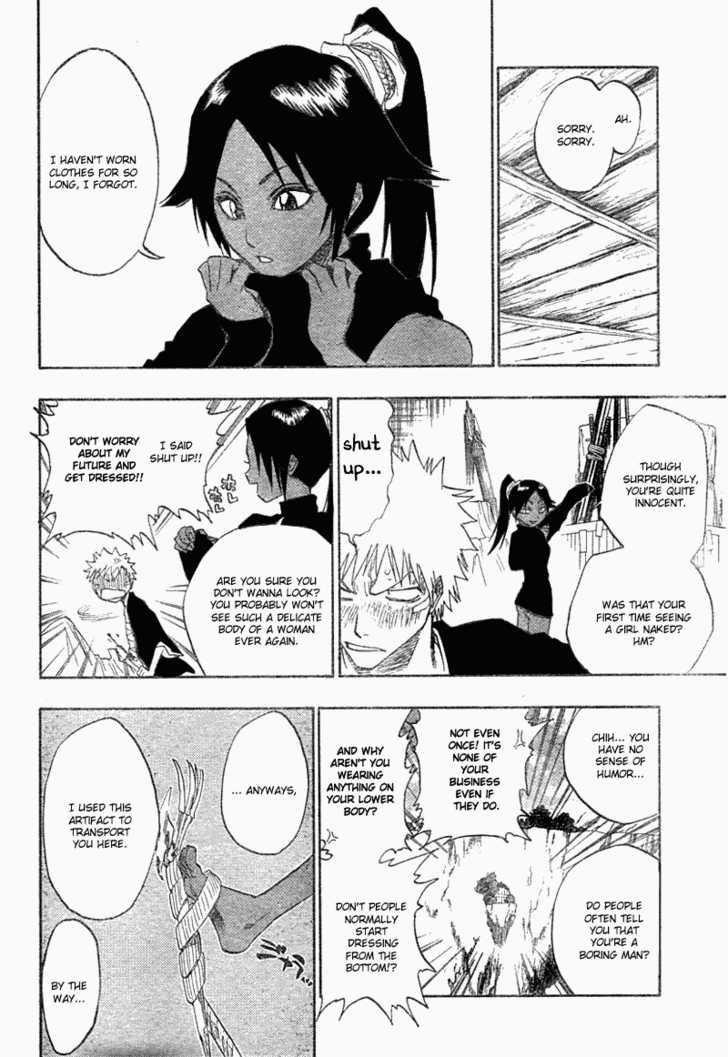 AH.
SORRY.
SORRY.
I HAVEN'T WORN
CLOTHES FOR SO
LONG, I FORGOT.
THOUGH
SURPRISINGLY,
YOU'RE QUITE
INNOCENT.
WAS THAT YOUR
FIRST TIME SEEING
A GIRL NAKED?
HM?
shut
up...
I SAID
SHUT UP!!
DON'T WORRY
ABOUT MY
FUTURE AND
GET DRESSED!!
ARE YOU SURE YOU
DON'T WANNA LOOK?
YOU PROBABLY WON'T
SEE SUCH A DELICATE
BODY OF A WOMAN
EVER AGAIN.
CHIH... YOU
HAVE NO
SENSE OF
HUMOR...
DO PEOPLE
OFTEN TELL
YOU THAT
YOU'RE A
BORING MAN?
NOT EVEN
ONCE! IT'S
NONE OF
YOUR
BUSINESS
EVEN IF
THEY DO.
AND WHY
AREN'T YOU
WEARING
ANYTHING ON
YOUR LOWER
BODY?
DON'T PEOPLE
NORMALLY
START
DRESSING
FROM THE
BOTTOM!?
... ANYWAYS,
I USED THIS
ARTIFACT TO
TRANSPORT
YOU HERE.
BY THE
WAY...